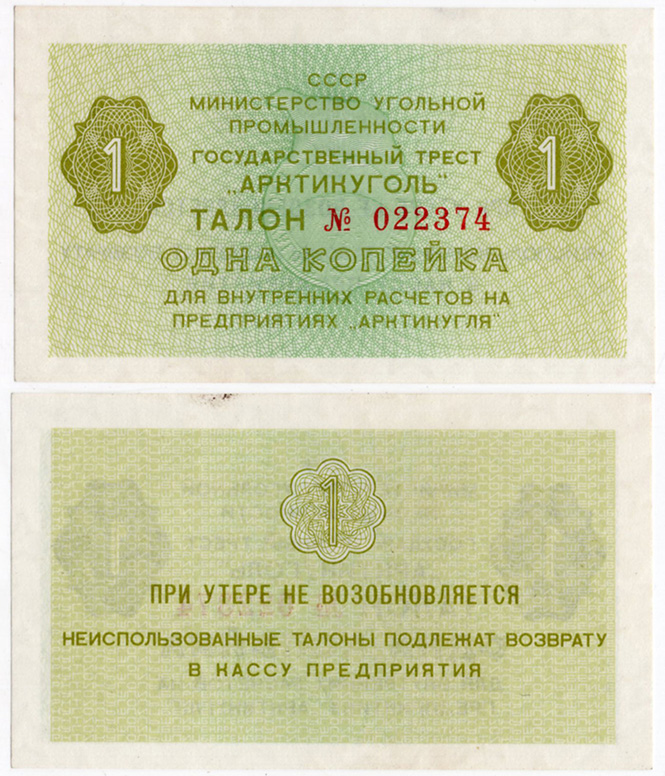 СССР
МИНИСТЕРСТВО УГОЛЬНОЙ
ПРОМЫШЛЕННОСТИ
ГОСУДАРСТВЕННЫЙ ТРЕСТ
1 „АРКТИКУГОЛЬ" 1
ТАЛОН № 022374
ОДНА КОПЕЙКА
ДЛЯ ВНУТРЕННИХ РАСЧЕТОВ НА
ПРЕДПРИЯТИЯХ „АРКТИКУГЛЯ"
1
ПРИ УТЕРЕ НЕ ВОЗОБНОВЛЯЕТСЯ
НЕИСПОЛЬЗОВАННЫЕ ТАЛОНЫ ПОДЛЕЖАТ ВОЗВРАТУ
В КАССУ ПРЕДПРИЯТИЯ